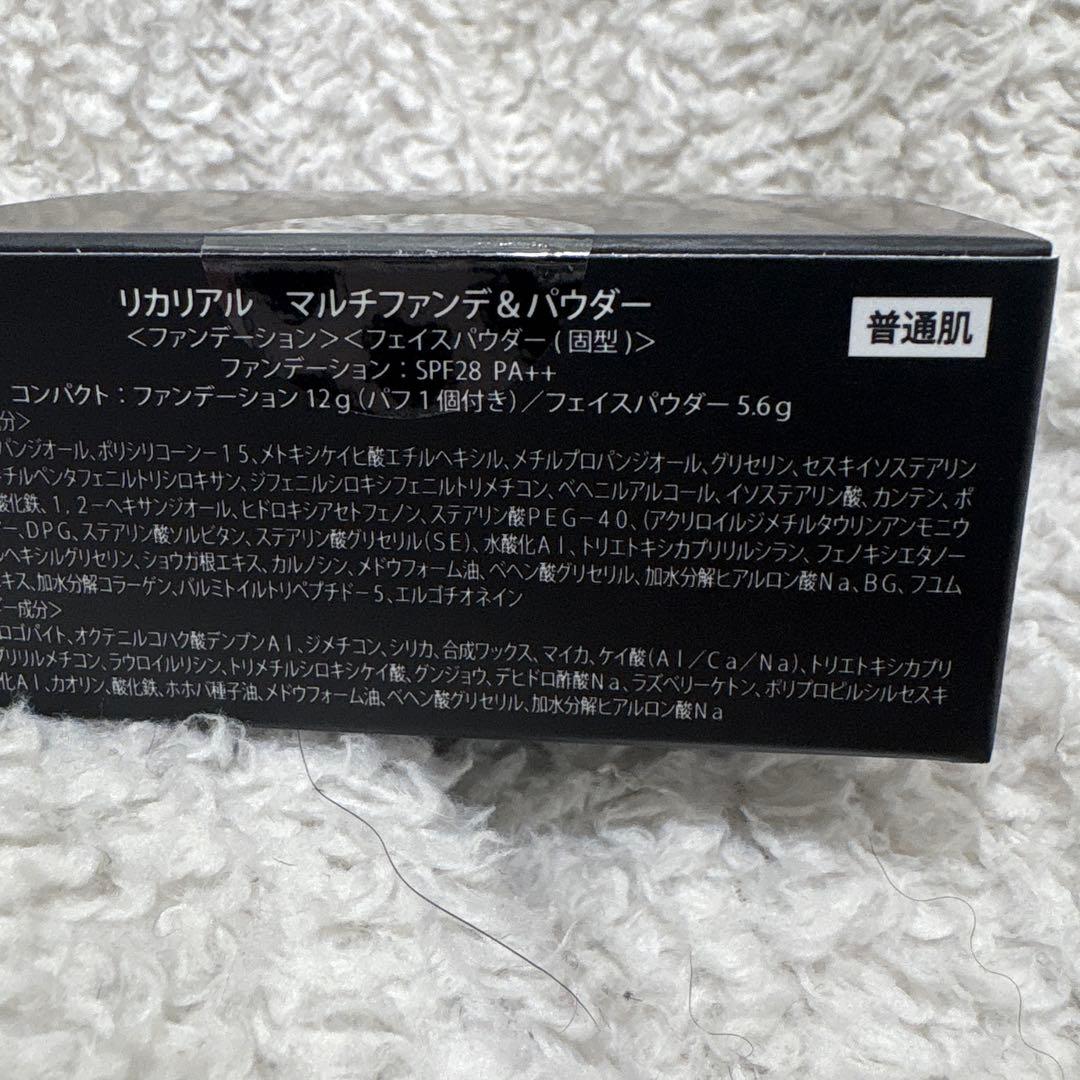 リカリアル　マルチファンデ＆パウダー
普通肌
＜ファンデーション＞＜フェイスパウダー(固型)＞
ファンデーション：SPF28 PA++
コンパクト：ファンデーション12g(パフ１個付き)／フェイスパウダー5.6g
分＞
パンジオール、ポリシリコーン－１５、メトキシケイヒ酸エチルヘキシル、メチルプロパンジオール、グリセリン、セスキイソステアリン
チルペンタフェニルトリシロキサン、ジフェニルシロキシフェニルトリメチコン、ベヘニルアルコール、イソステアリン酸、カンテン、ポ
酸化鉄、１，２－ヘキサンジオール、ヒドロキシアセトフェノン、ステアリン酸ＰＥＧ－４０、(アクリロイルジメチルタウリンアンモニウ
ー、ＤＰＧ、ステアリン酸ソルビタン、ステアリン酸グリセリル(ＳＥ)、水酸化Ａｌ、トリエトキシカプリリルシラン、フェノキシエタノー
ルヘキシルグリセリン、ショウガ根エキス、カルノシン、メドウフォーム油、ベヘン酸グリセリル、加水分解ヒアルロン酸Ｎａ、ＢＧ、フユム
キス、加水分解コラーゲン、パルミトイルトリペプチド－５、エルゴチオネイン
ー成分＞
ロゴパイト、オクテニルコハク酸デンプンＡｌ、ジメチコン、シリカ、合成ワックス、マイカ、ケイ酸(Ａｌ／Ｃａ／Ｎａ)、トリエトキシカプリ
プリリルメチコン、ラウロイルリシン、トリメチルシロキシケイ酸、グンジョウ、デヒドロ酢酸Ｎａ、ラズベリーケトン、ポリプロピルシルセスキ
化Ａｌ、カオリン、酸化鉄、ホホバ種子油、メドウフォーム油、ベヘン酸グリセリル、加水分解ヒアルロン酸Ｎａ